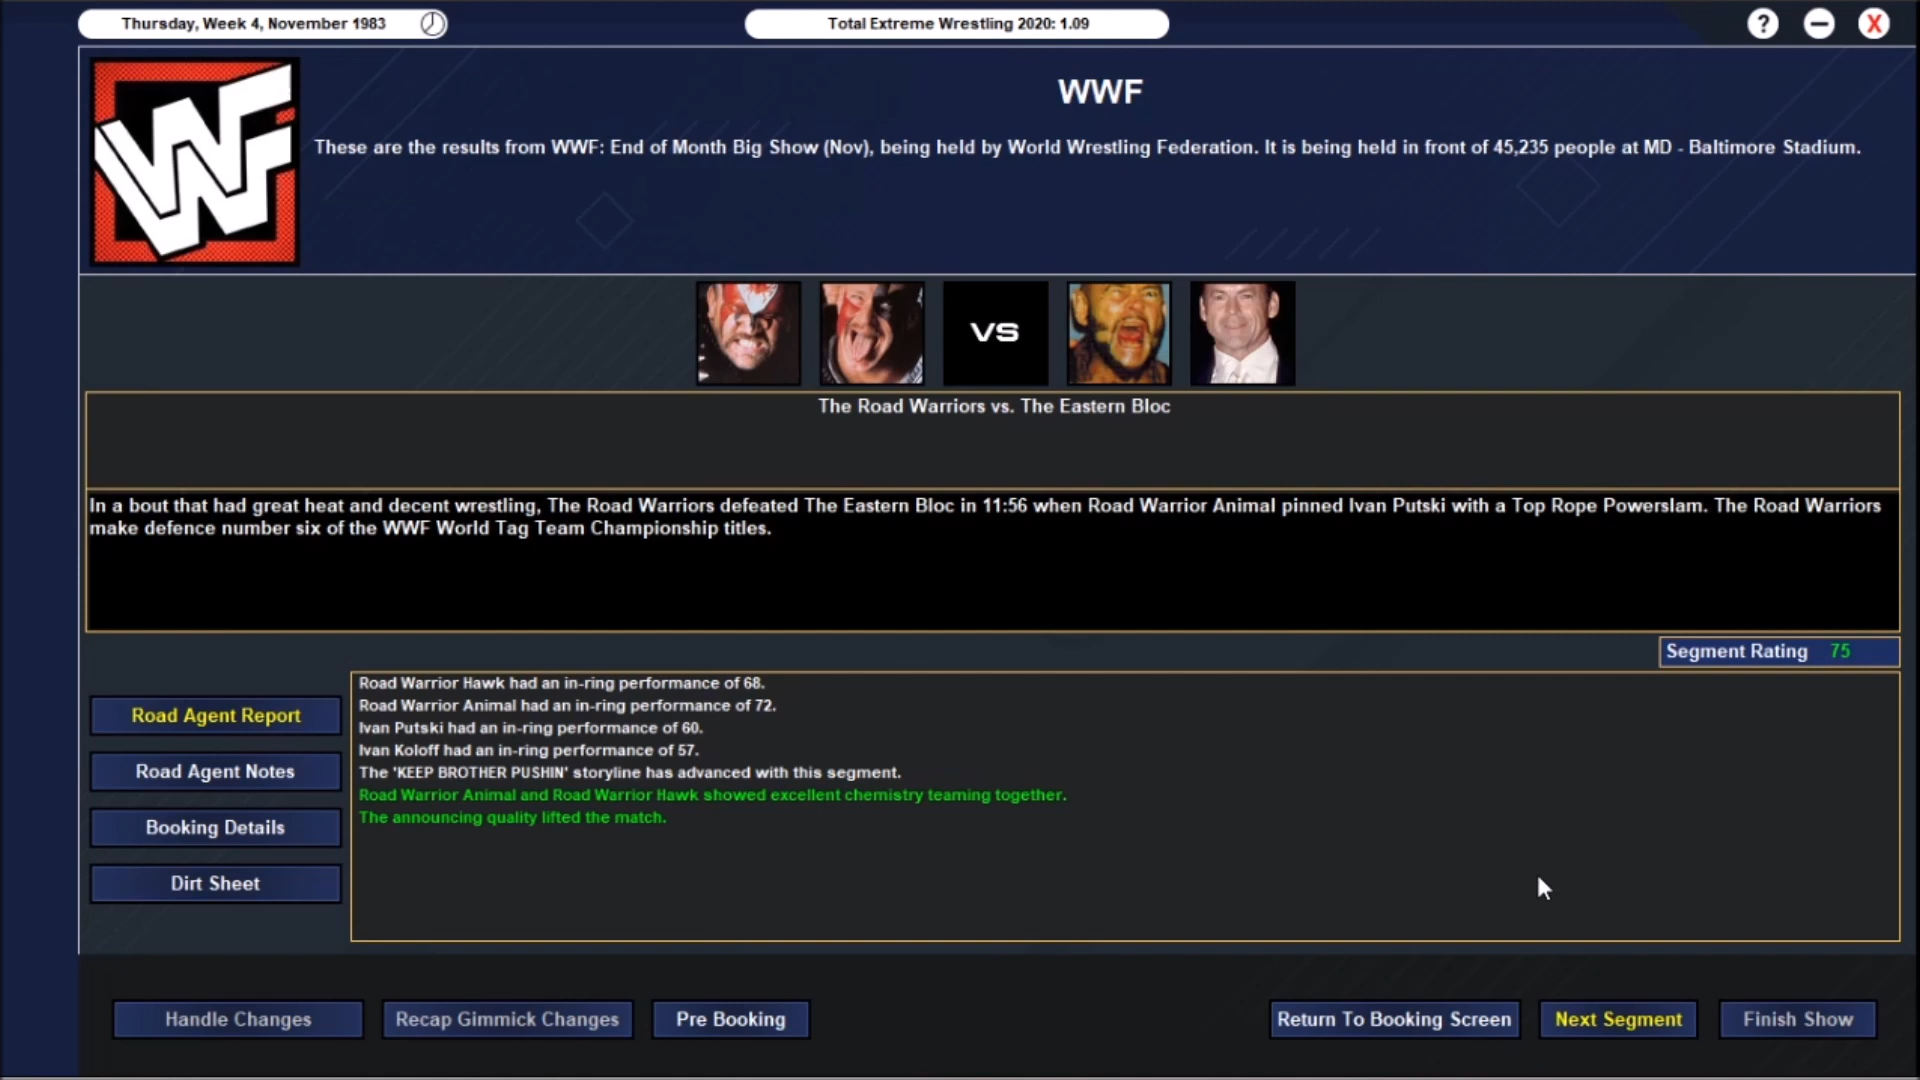 Thursday, Week 4, November 1983
Total Extreme Wrestling 2020: 1.09
?
X
WWF
These are the results from WWF: End of Month Big Show (Nov), being held by World Wrestling Federation. It is being held in front of 45,235 people at MD - Baltimore Stadium.
VS
The Road Warriors vs. The Eastern Bloc
In a bout that had great heat and decent wrestling, The Road Warriors defeated The Eastern Bloc in 11:56 when Road Warrior Animal pinned Ivan Putski with a Top Rope Powerslam. The Road Warriors
make defence number six of the WWF World Tag Team Championship titles.
Segment Rating 75
Road Agent Report
Road Agent Notes
Booking Details
Dirt Sheet
Road Warrior Hawk had an in-ring performance of 68.
Road Warrior Animal had an in-ring performance of 72.
Ivan Putski had an in-ring performance of 60.
Ivan Koloff had an in-ring performance of 57.
The 'KEEP BROTHER PUSHIN' storyline has advanced with this segment.
Road Warrior Animal and Road Warrior Hawk showed excellent chemistry teaming together.
The announcing quality lifted the match.
Handle Changes
Recap Gimmick Changes
Pre Booking
Return To Booking Screen
Next Segment
Finish Show